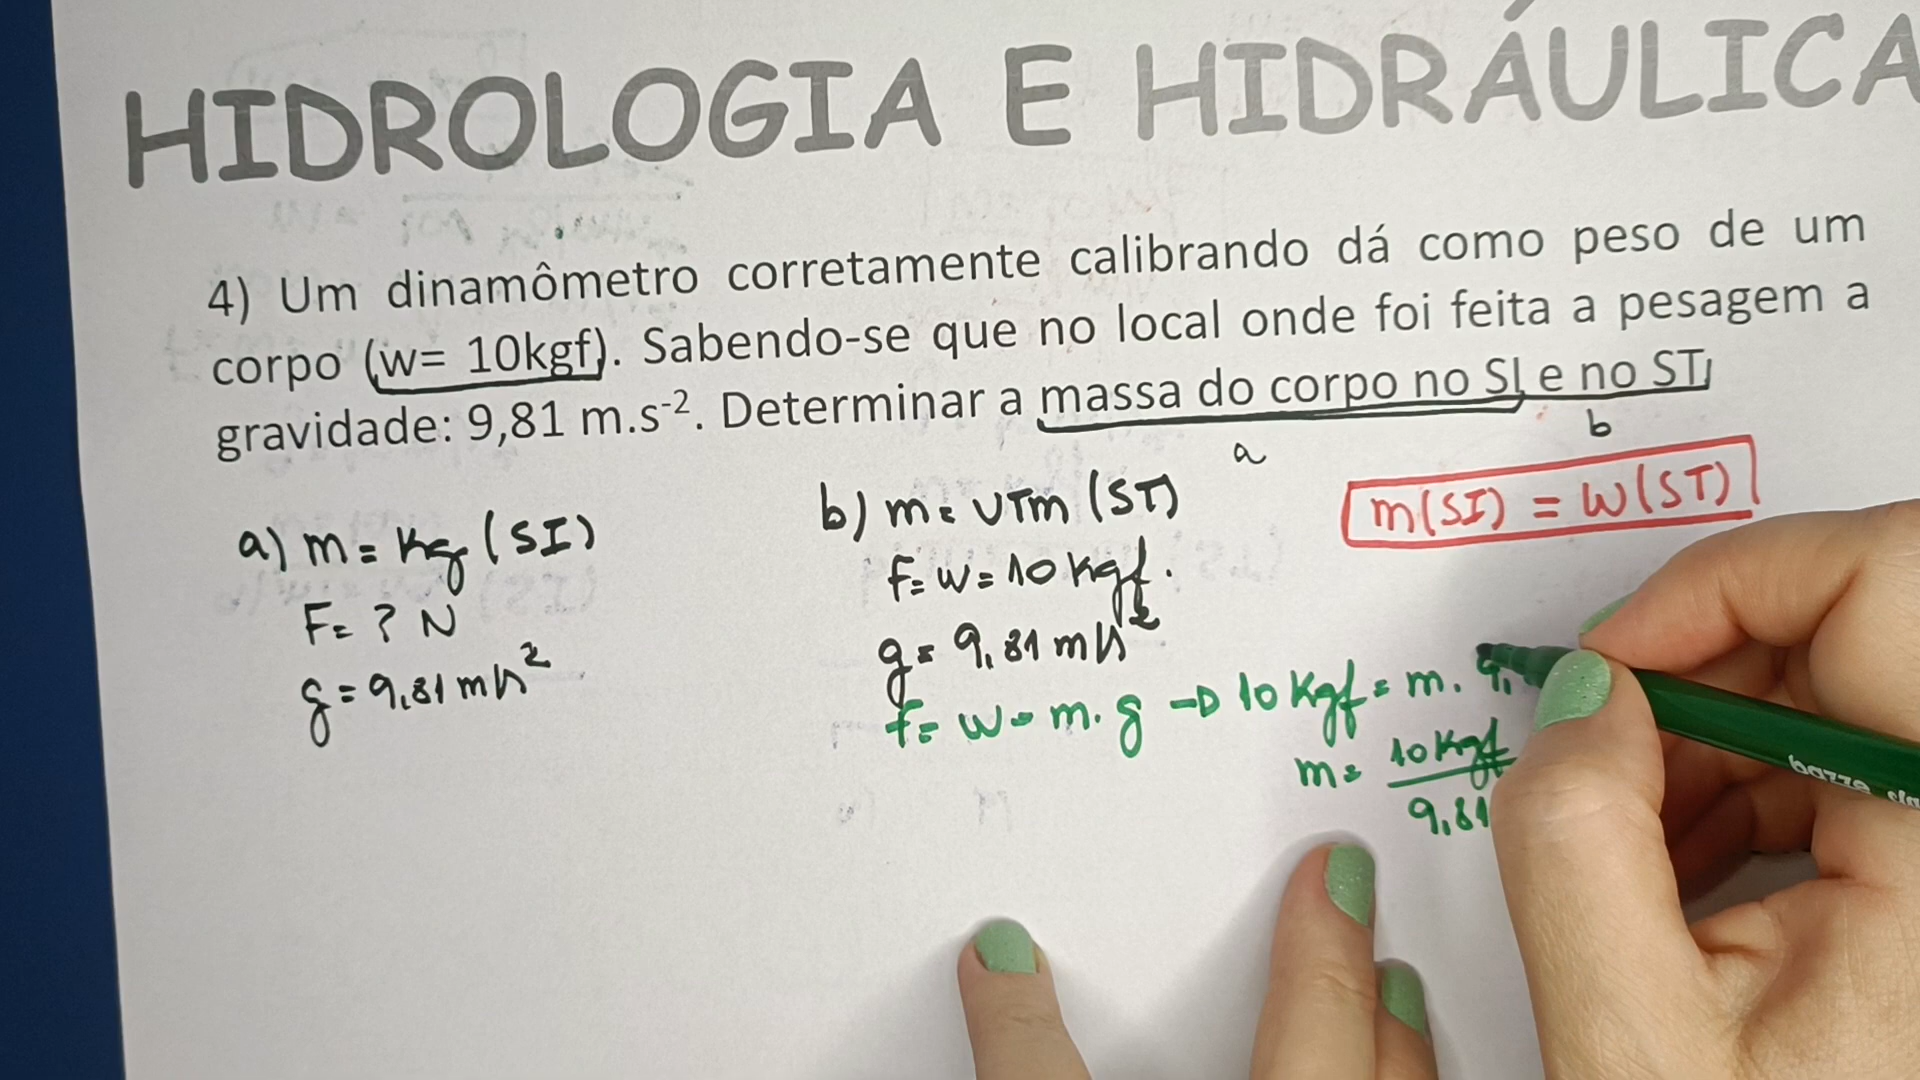 HIDROLOGIA E HIDRÁULICA
4) Um dinamômetro corretamente calibrando dá como peso de um
corpo (w= 10kgf). Sabendo-se que no local onde foi feita a pesagem a
gravidade: 9,81 m.s-2. Determinar a massa do corpo no SI e no ST
a
b
m(SI) = W(ST)
a) m = Kg (SI)
F= ? N
g = 9,81 m/s2
b) m= UTM (ST)
F= W= 10 Kgf.
g= 9,81 m/s2
F= W= m. g → 10 Kgf = m. 9,
m= 10 Kgf
9,81